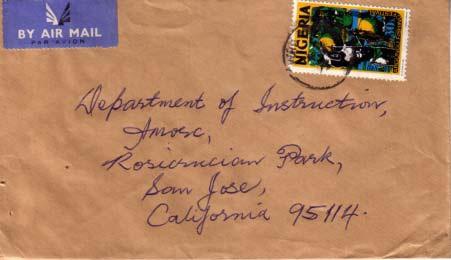 BY AIR MAIL
PAR AVION
NIGERIA
Department of Instruction,
Amorc,
Rosicrucian Park,
San Jose,
California 95114.